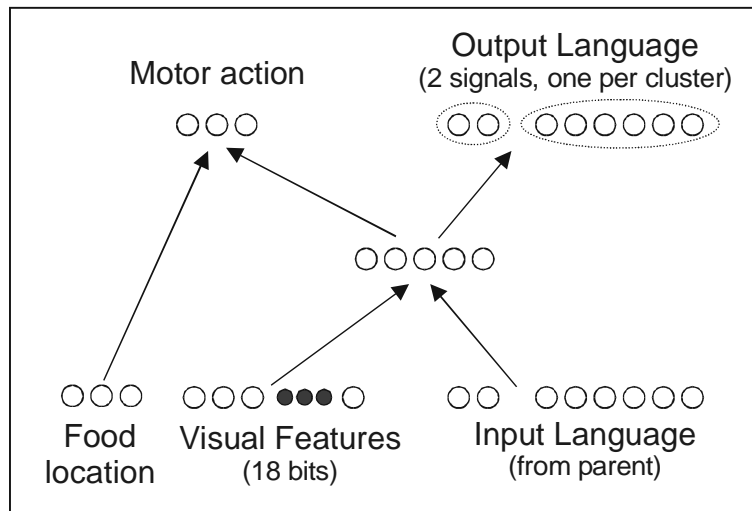 Motor action
Output Language
(2 signals, one per cluster)
Food
location
Visual Features
(18 bits)
Input Language
(from parent)